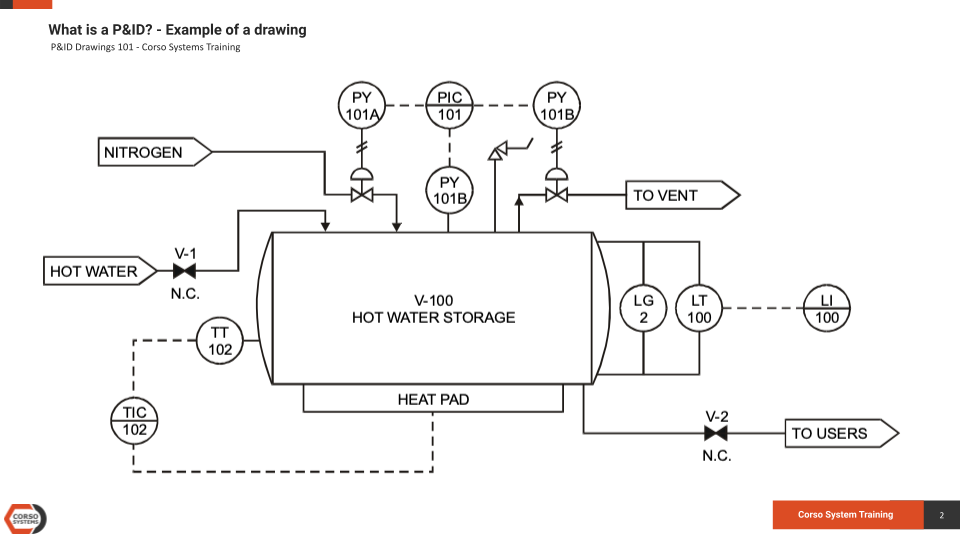 What is a P&ID? - Example of a drawing
P&ID Drawings 101 - Corso Systems Training
PY
101A
PIC
101
PY
101B
NITROGEN
PY
101B
TO VENT
V-1
HOT WATER
N.C.
V-100
HOT WATER STORAGE
LG
2
LT
100
LI
100
TT
102
HEAT PAD
TIC
102
V-2
TO USERS
N.C.
CORSO
SYSTEMS
Corso System Training
2